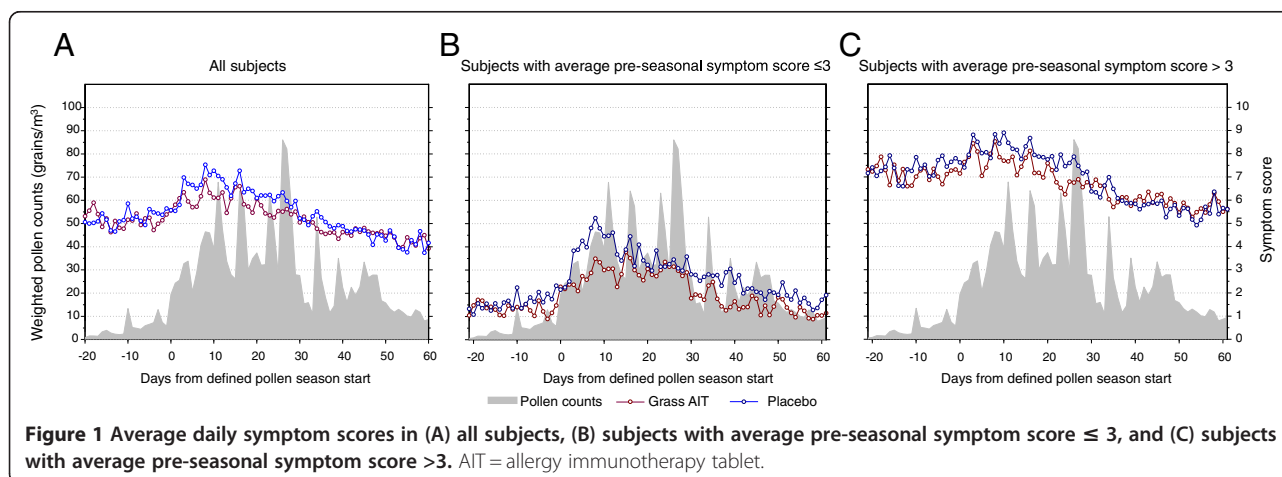 A
B
C
All subjects
Subjects with average pre-seasonal symptom score ≤3
Subjects with average pre-seasonal symptom score > 3
Weighted pollen counts (grains/m³)
100
90
80
70
60
50
40
30
20
10
0
10
9
8
7
6
5
4
3
2
1
0
Symptom score
-20 -10 0 10 20 30 40 50 60
-20 -10 0 10 20 30 40 50 60
-20 -10 0 10 20 30 40 50 60
Days from defined pollen season start
Days from defined pollen season start
Days from defined pollen season start
Pollen counts Grass AIT Placebo
Figure 1 Average daily symptom scores in (A) all subjects, (B) subjects with average pre-seasonal symptom score ≤ 3, and (C) subjects
with average pre-seasonal symptom score >3. AIT = allergy immunotherapy tablet.